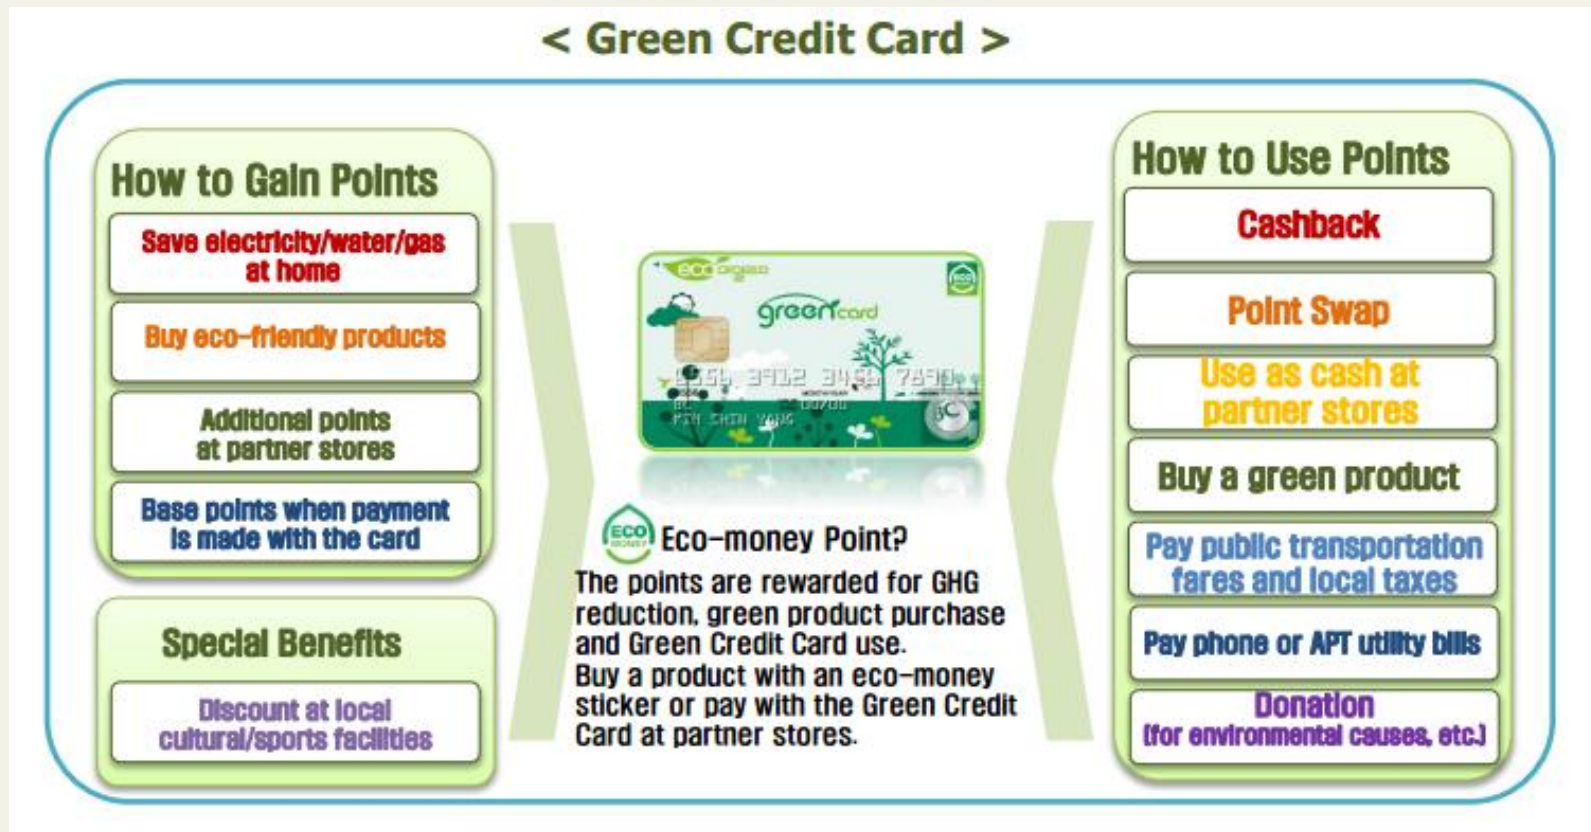 < Green Credit Card >
How to Gain Points
Save electricity/water/gas
at home
Buy eco-friendly products
Additional points
at partner stores
Base points when payment
is made with the card
Special Benefits
Discount at local
cultural/sports facilities
eco
green card
ECO
MONEY
Eco-money Point?
The points are rewarded for GHG
reduction, green product purchase
and Green Credit Card use.
Buy a product with an eco-money
sticker or pay with the Green Credit
Card at partner stores.
How to Use Points
Cashback
Point Swap
Use as cash at
partner stores
Buy a green product
Pay public transportation
fares and local taxes
Pay phone or APT utility bills
Donation
(for environmental causes, etc.)